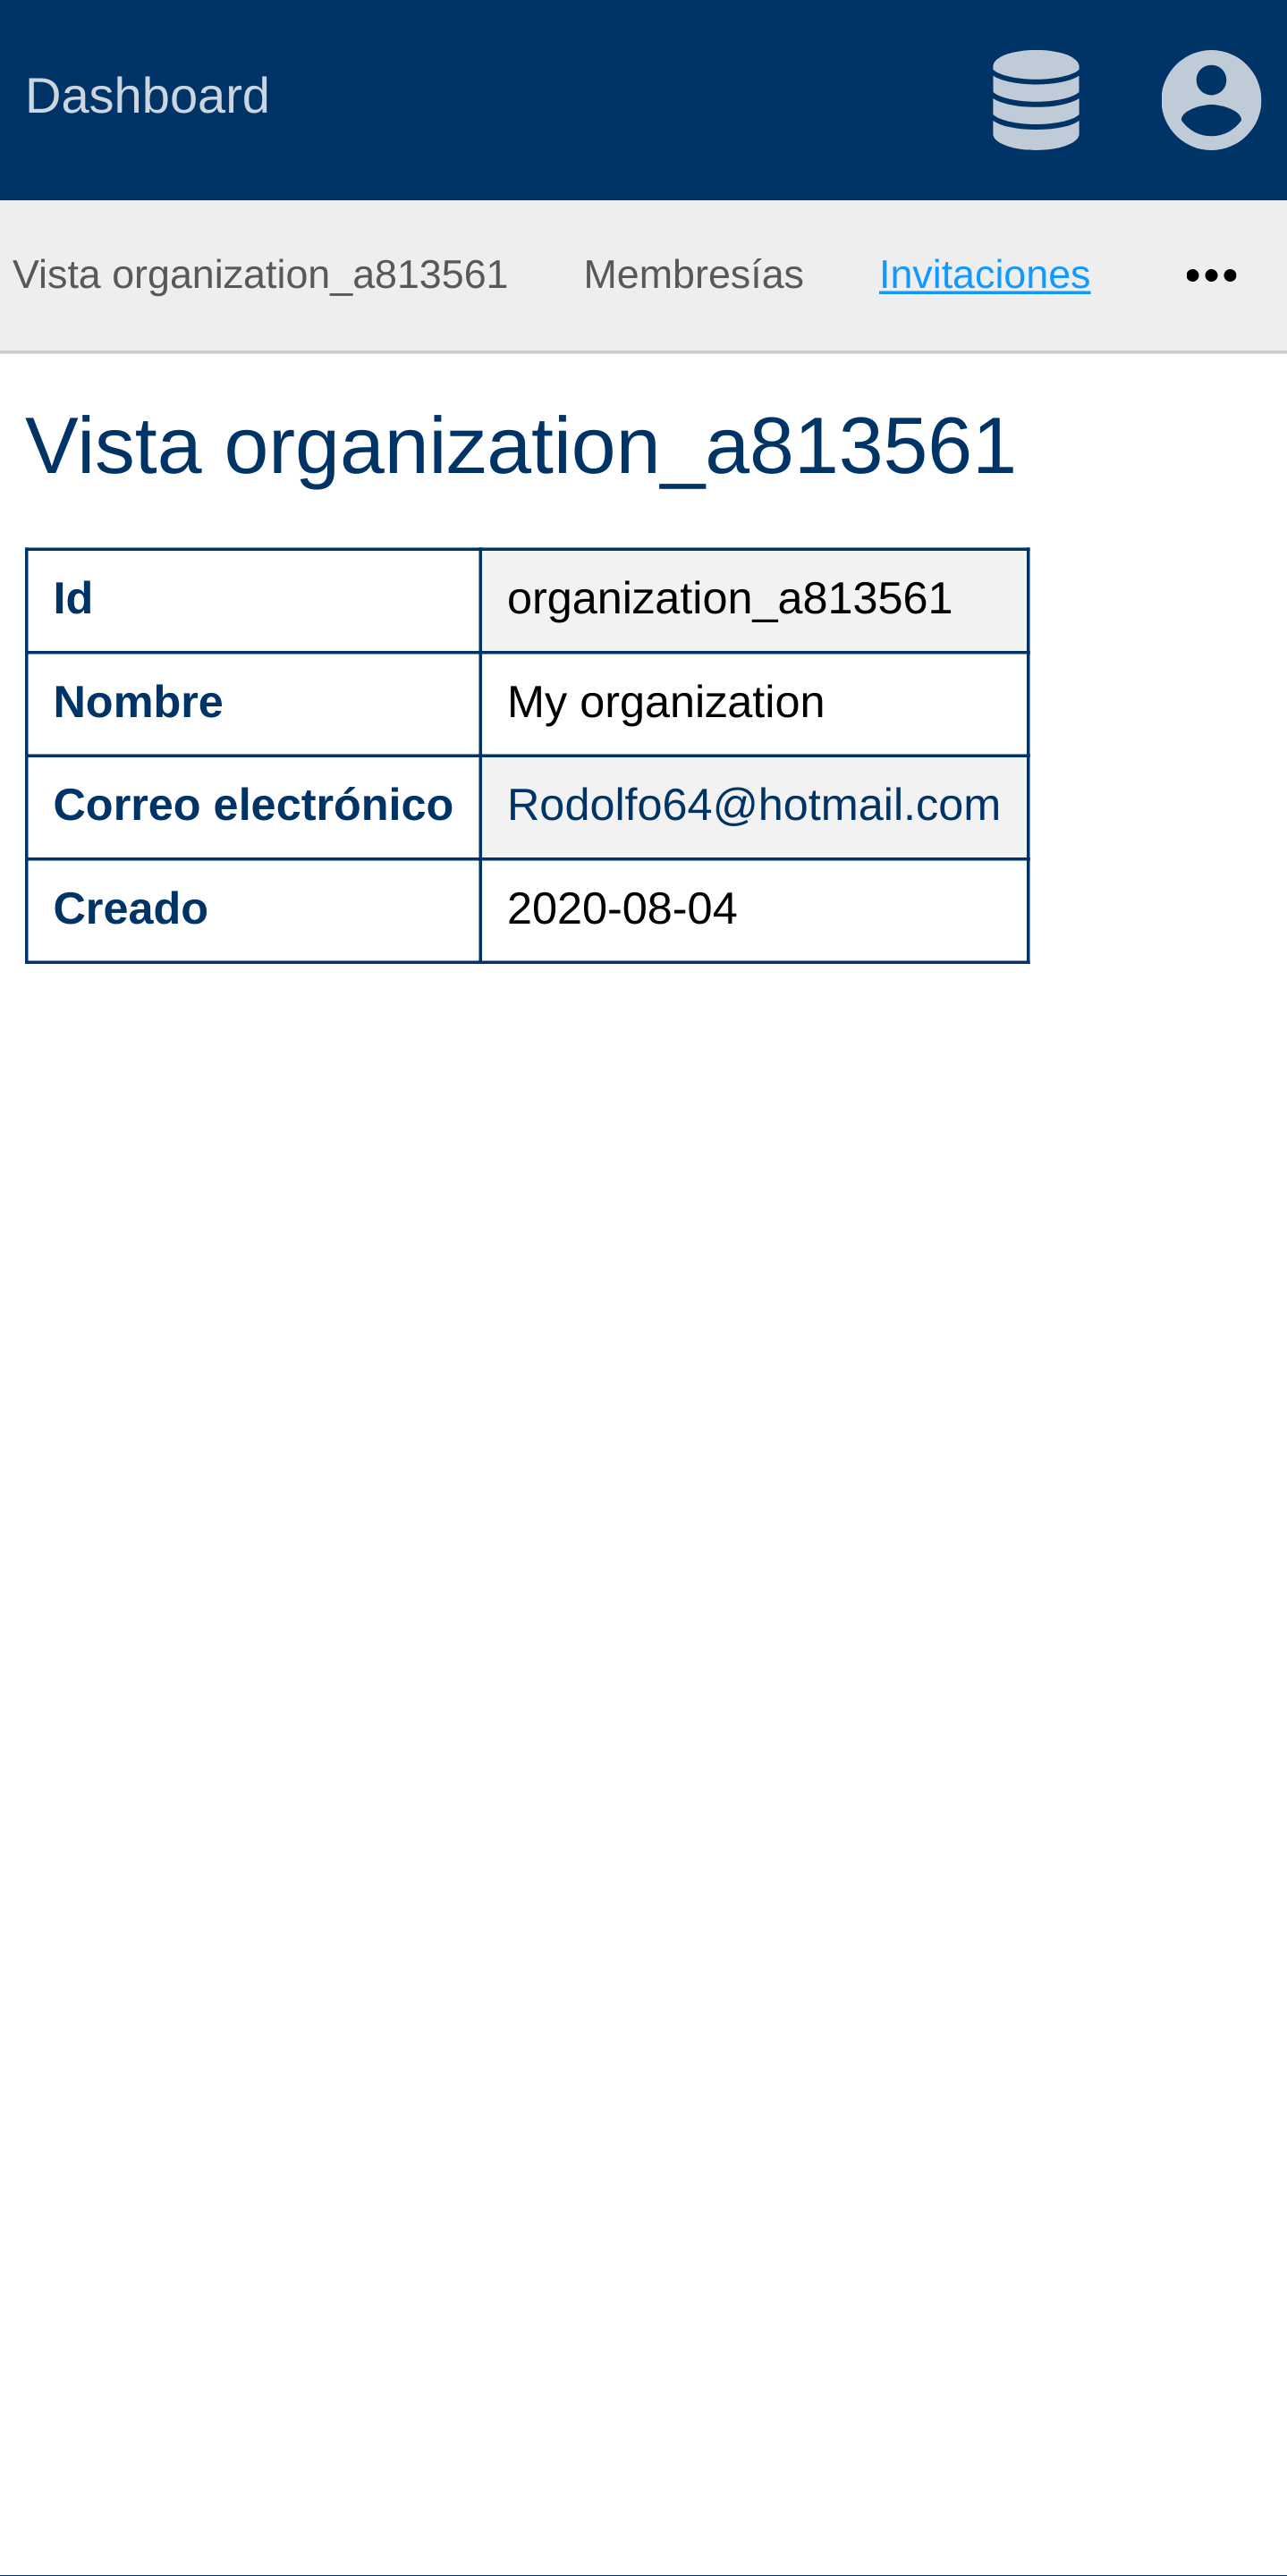 Dashboard
Vista organization_a813561 Membresías Invitaciones •••
Vista organization_a813561
Id organization_a813561
Nombre My organization
Correo electrónico Rodolfo64@hotmail.com
Creado 2020-08-04